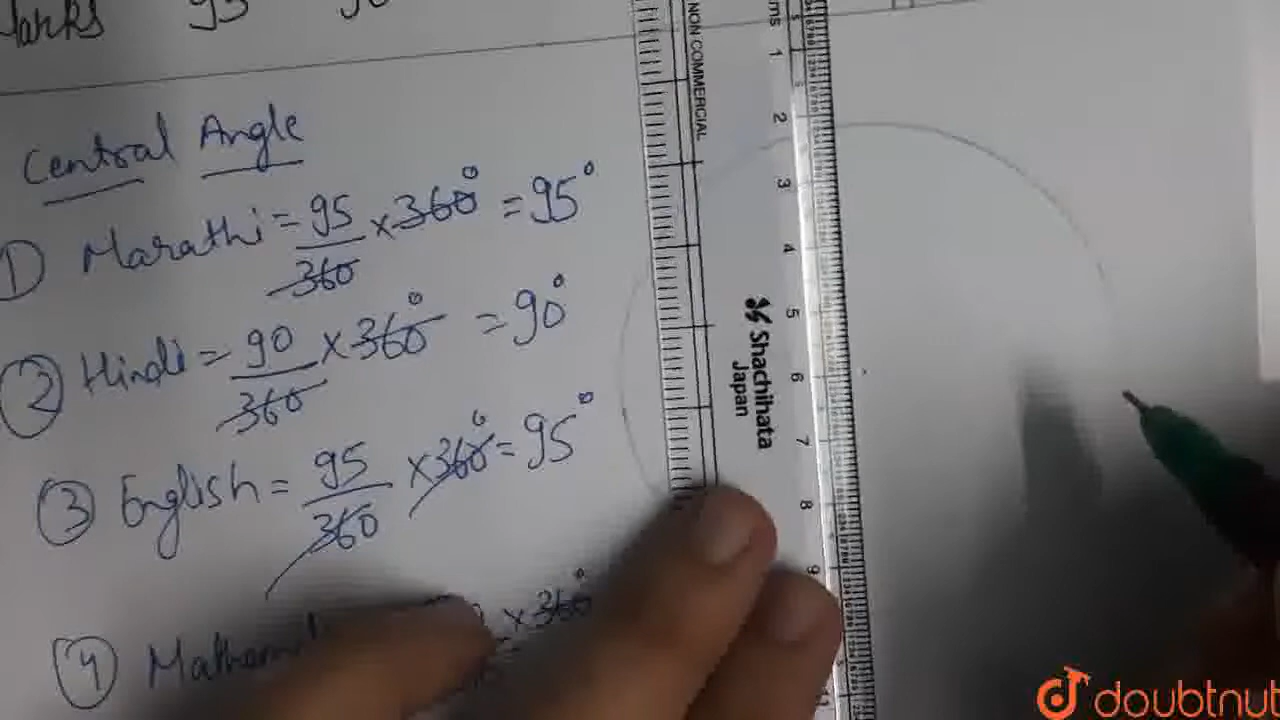 Marks 95 90
Central Angle
① Marathi = 95/360 × 360° = 95°
② Hindi = 90/360 × 360° = 90°
③ English = 95/360 × 360° = 95°
④ × 360°
NON COMMERCIAL
1 2 3 4 5 6 7 8 9
Shachihata
Japan
doubtnut